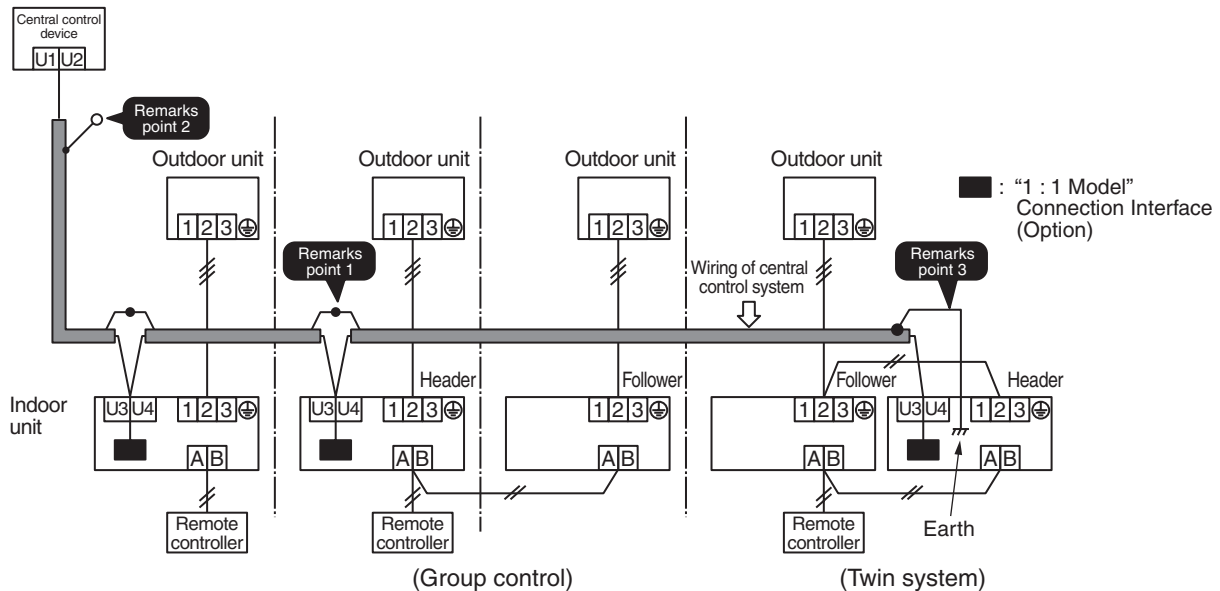 Central control
device
U1 U2
Remarks
point 2
Outdoor unit
Outdoor unit
Outdoor unit
Outdoor unit
1 2 3
1 2 3
1 2 3
1 2 3
: "1 : 1 Model"
Connection Interface
(Option)
Remarks
point 1
Wiring of central
control system
Remarks
point 3
Indoor
unit
Header
Follower
Follower
Header
U3 U4
1 2 3
U3 U4
1 2 3
1 2 3
1 2 3
U3 U4
1 2 3
A B
A B
A B
A B
A B
Remote
controller
Remote
controller
Remote
controller
Earth
(Group control)
(Twin system)